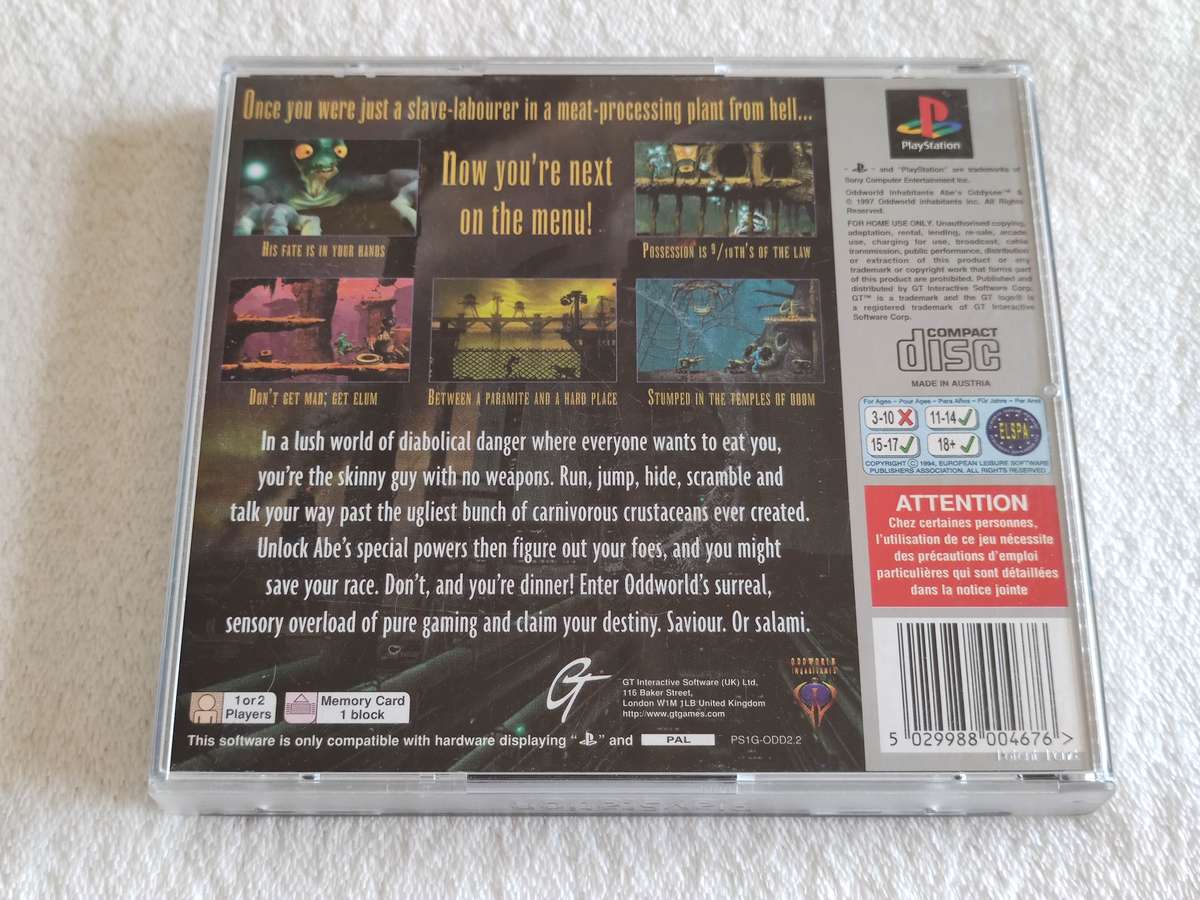 Once you were just a slave-labourer in a meat-processing plant from hell...
Now you're next
on the menu!
His fate is in your hands
Possession is 9/10th's of the law
Don't get mad; get Elum
Between a Paramite and a hard place
Stumped in the temples of doom
In a lush world of diabolical danger where everyone wants to eat you,
you're the skinny guy with no weapons. Run, jump, hide, scramble and
talk your way past the ugliest bunch of carnivorous crustaceans ever created.
Unlock Abe's special powers then figure out your foes, and you might
save your race. Don't, and you're dinner! Enter Oddworld's surreal,
sensory overload of pure gaming and claim your destiny. Saviour. Or salami.
1 or 2
Players
Memory Card
1 block
GT
GT Interactive Software (UK) Ltd.
116 Baker Street,
London W1M 1LB United Kingdom
http://www.gtgames.com
ODDWORLD
INHABITANTS
This software is only compatible with hardware displaying " " and PAL PS1G-ODD2.2
PlayStation
" " and "PlayStation" are trademarks of
Sony Computer Entertainment Inc.
Oddworld Inhabitants Abe's Oddysee™ &
© 1997 Oddworld Inhabitants Inc. All Rights
Reserved.
FOR HOME USE ONLY. Unauthorised copying,
adaptation, rental, lending, re-sale, arcade
use, charging for use, broadcast, cable
transmission, public performance, distribution
or extraction of this product or any
trademark or copyright work that forms part
of this product are prohibited. Published and
distributed by GT Interactive Software Corp.
GT™ is a trademark and the GT logo® is
a registered trademark of GT Interactive
Software Corp.
COMPACT
disc
MADE IN AUSTRIA
For Ages – Pour Ages – Para Años – Für Jahre – Per Anni
3-10 11-14
15-17 18+
ELSPA
COPYRIGHT © 1994, EUROPEAN LEISURE SOFTWARE
PUBLISHERS ASSOCIATION. ALL RIGHTS RESERVED
ATTENTION
Chez certaines personnes,
l'utilisation de ce jeu nécessite
des précautions d'emploi
particulières qui sont détaillées
dans la notice jointe
5 029988 004676 >
PlayStation